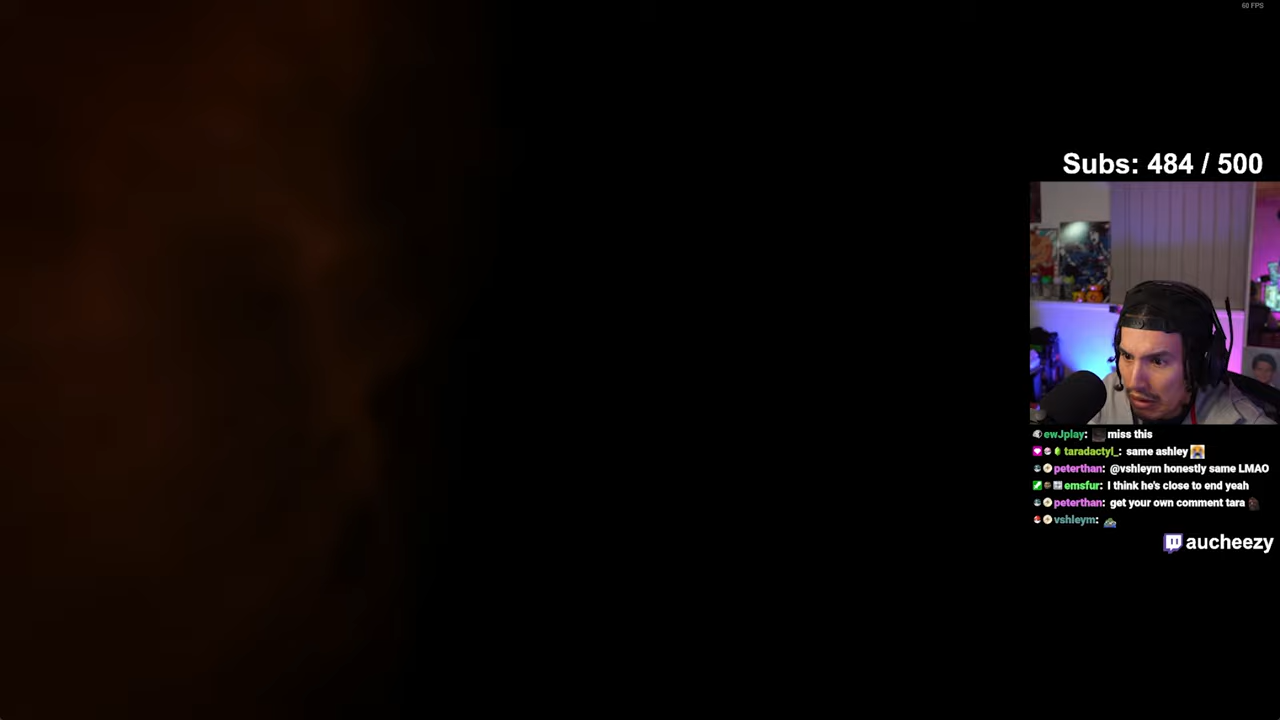 60 FPS
Subs: 484 / 500
ewJplay: miss this
taradactyl_: same ashley
peterthan: @vshleym honestly same LMAO
emsfur: I think he's close to end yeah
peterthan: get your own comment tara
vshleym:
aucheezy